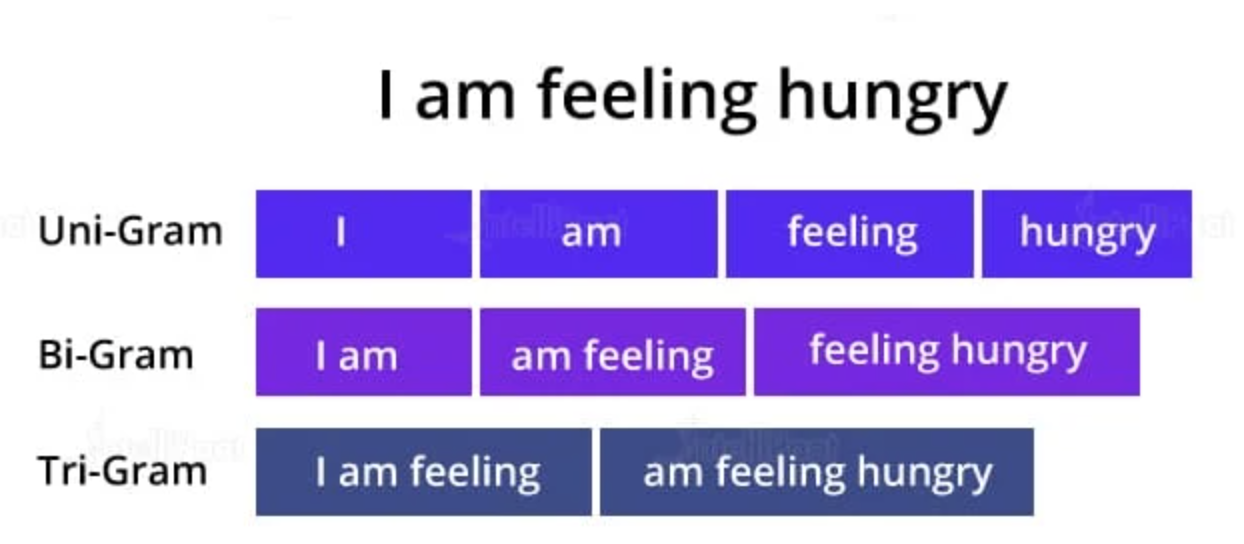 I am feeling hungry
Uni-Gram I am feeling hungry
Bi-Gram I am am feeling feeling hungry
Tri-Gram I am feeling am feeling hungry